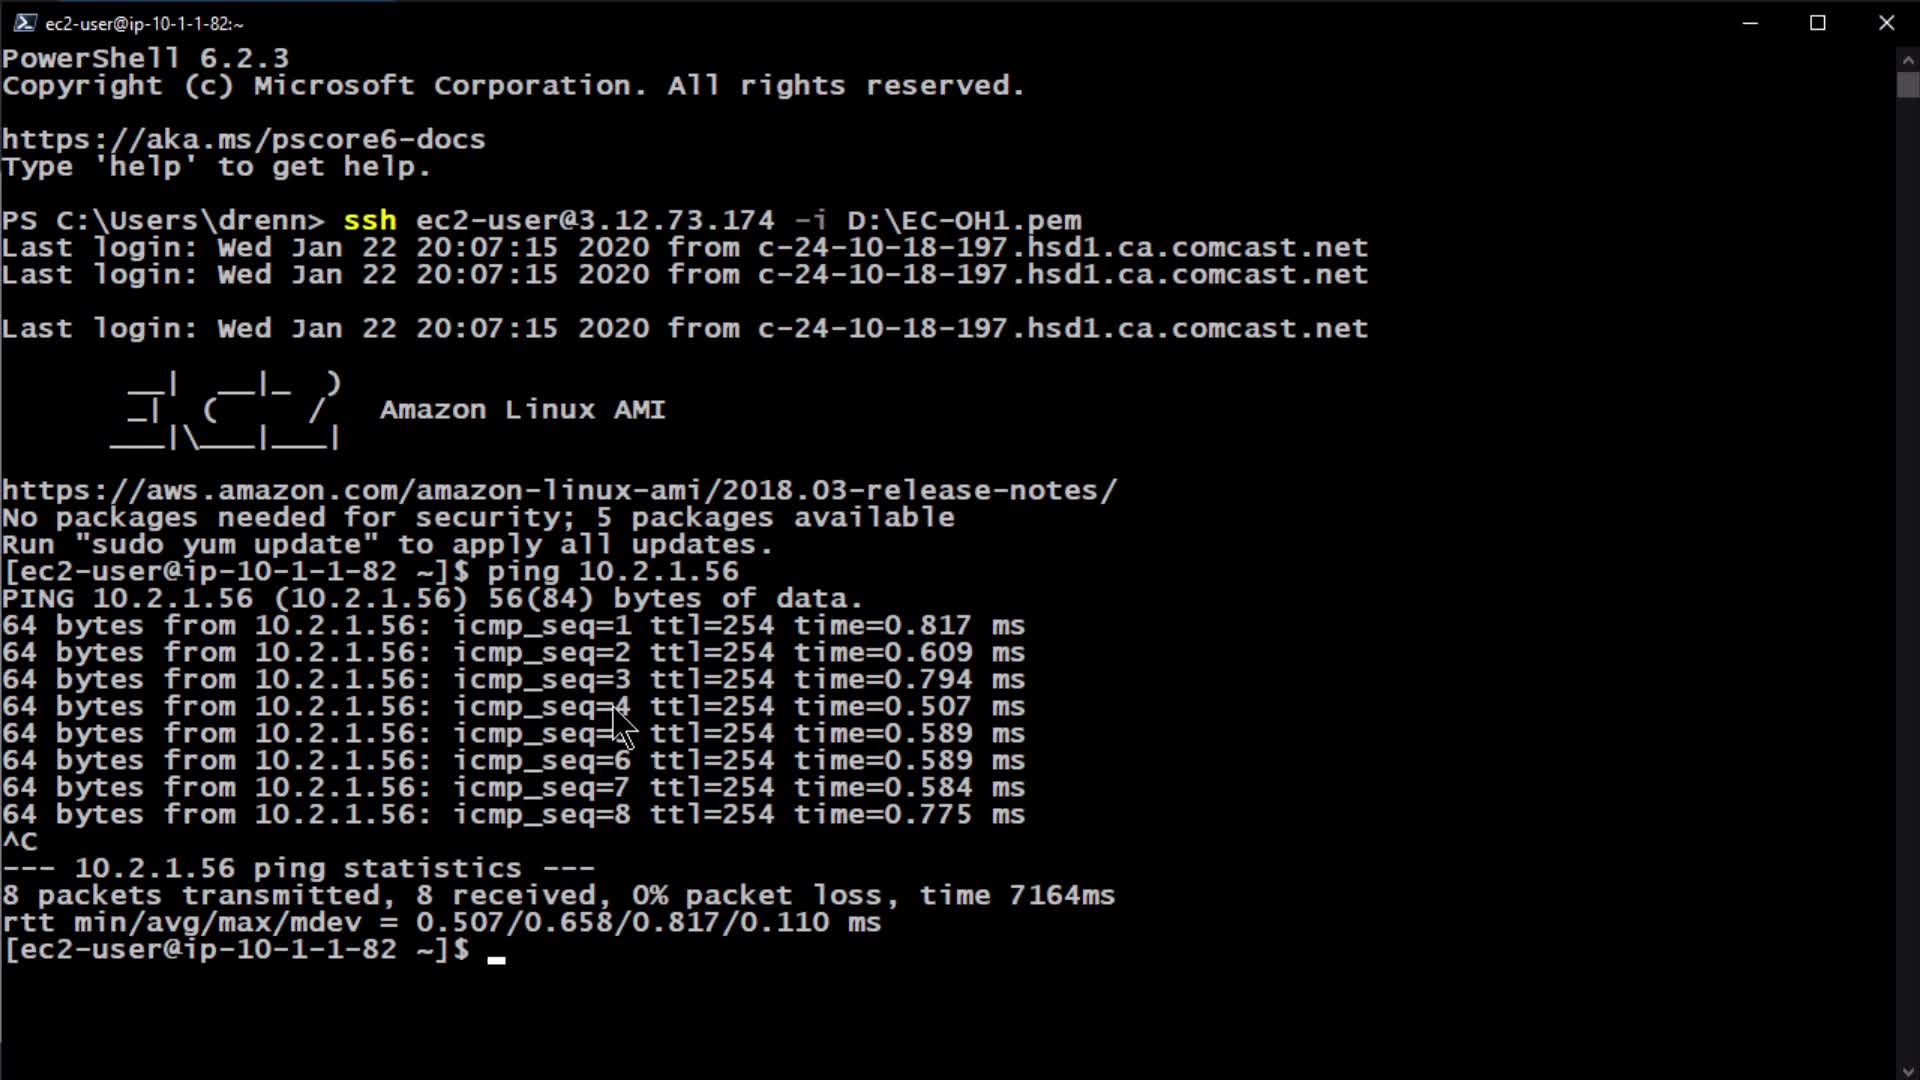 ec2-user@ip-10-1-1-82:~
PowerShell 6.2.3
Copyright (c) Microsoft Corporation. All rights reserved.
https://aka.ms/pscore6-docs
Type 'help' to get help.
PS C:\Users\drenn> ssh ec2-user@3.12.73.174 -i D:\EC-OH1.pem
Last login: Wed Jan 22 20:07:15 2020 from c-24-10-18-197.hsd1.ca.comcast.net
Last login: Wed Jan 22 20:07:15 2020 from c-24-10-18-197.hsd1.ca.comcast.net
Last login: Wed Jan 22 20:07:15 2020 from c-24-10-18-197.hsd1.ca.comcast.net
       __|  __|_  )
       _|  (     /   Amazon Linux AMI
      ___|\___|___|
https://aws.amazon.com/amazon-linux-ami/2018.03-release-notes/
No packages needed for security; 5 packages available
Run "sudo yum update" to apply all updates.
[ec2-user@ip-10-1-1-82 ~]$ ping 10.2.1.56
PING 10.2.1.56 (10.2.1.56) 56(84) bytes of data.
64 bytes from 10.2.1.56: icmp_seq=1 ttl=254 time=0.817 ms
64 bytes from 10.2.1.56: icmp_seq=2 ttl=254 time=0.609 ms
64 bytes from 10.2.1.56: icmp_seq=3 ttl=254 time=0.794 ms
64 bytes from 10.2.1.56: icmp_seq=4 ttl=254 time=0.507 ms
64 bytes from 10.2.1.56: icmp_seq= ttl=254 time=0.589 ms
64 bytes from 10.2.1.56: icmp_seq=6 ttl=254 time=0.589 ms
64 bytes from 10.2.1.56: icmp_seq=7 ttl=254 time=0.584 ms
64 bytes from 10.2.1.56: icmp_seq=8 ttl=254 time=0.775 ms
^C
--- 10.2.1.56 ping statistics ---
8 packets transmitted, 8 received, 0% packet loss, time 7164ms
rtt min/avg/max/mdev = 0.507/0.658/0.817/0.110 ms
[ec2-user@ip-10-1-1-82 ~]$